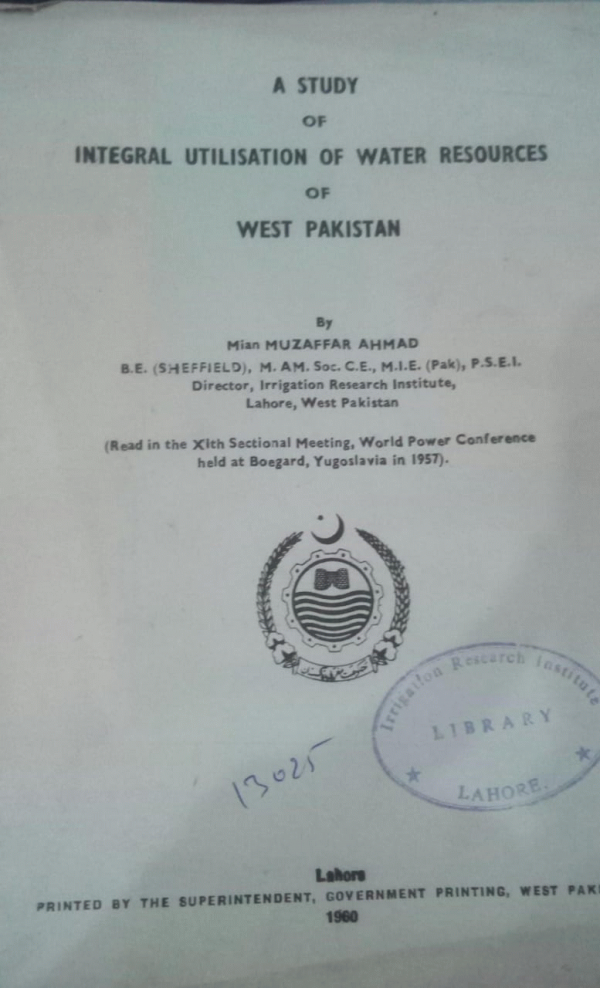 A STUDY
OF
INTEGRAL UTILISATION OF WATER RESOURCES
OF
WEST PAKISTAN
By
Mian MUZAFFAR AHMAD
B.E. (SHEFFIELD), M. AM. Soc. C.E., M.I.E. (Pak), P.S.E.I.
Director, Irrigation Research Institute,
Lahore, West Pakistan
(Read in the XIth Sectional Meeting, World Power Conference
held at Boegard, Yugoslavia in 1957).
Irrigation Research Institute
LIBRARY
LAHORE.
13025
Lahore
PRINTED BY THE SUPERINTENDENT, GOVERNMENT PRINTING, WEST PAK
1960